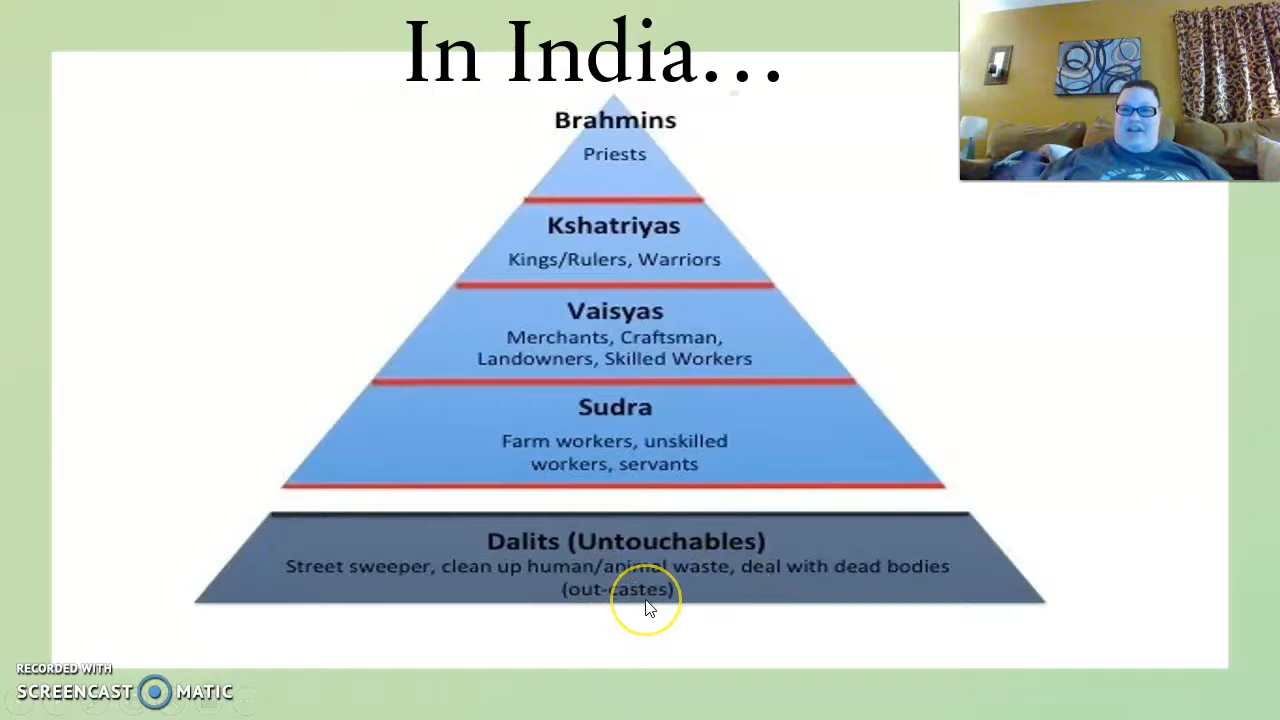 In India...
Brahmins
Priests
Kshatriyas
Kings/Rulers, Warriors
Vaisyas
Merchants, Craftsman,
Landowners, Skilled Workers
Sudra
Farm workers, unskilled
workers, servants
Dalits (Untouchables)
Street sweeper, clean up human/animal waste, deal with dead bodies
(out-castes)
RECORDED WITH
SCREENCAST MATIC